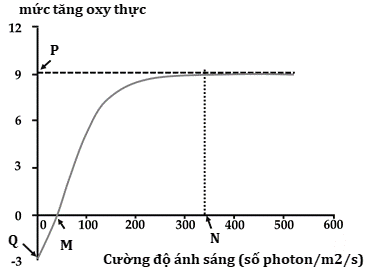 mức tăng oxy thực
12
P
9
6
3
0
0 100 200 300 400 500 600
Q
M
N
-3
Cường độ ánh sáng (số photon/m2/s)